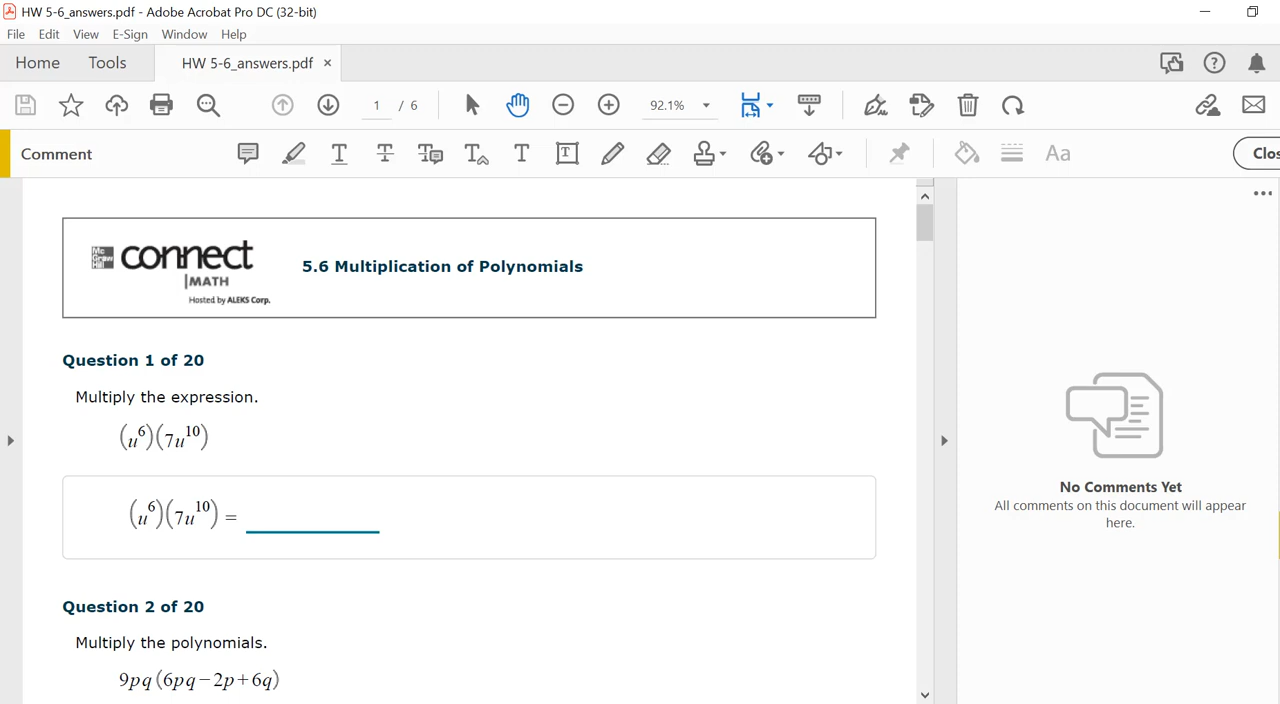 HW 5-6_answers.pdf - Adobe Acrobat Pro DC (32-bit)
File Edit View E-Sign Window Help
Home Tools HW 5-6_answers.pdf ×
1 / 6 92.1%
Comment Aa Clos
Mc Graw Hill connect
|MATH
Hosted by ALEKS Corp.
5.6 Multiplication of Polynomials
Question 1 of 20
Multiply the expression.
(u⁶)(7u¹⁰)
(u⁶)(7u¹⁰) =
Question 2 of 20
Multiply the polynomials.
9pq(6pq−2p+6q)
No Comments Yet
All comments on this document will appear
here.